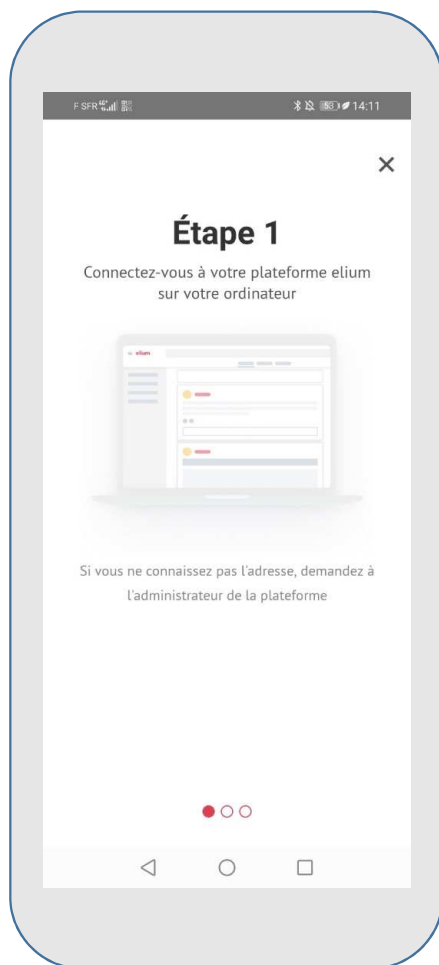 F SFR 58 14:11
Étape 1
Connectez-vous à votre plateforme elium
sur votre ordinateur
elium
Si vous ne connaissez pas l'adresse, demandez à
l'administrateur de la plateforme